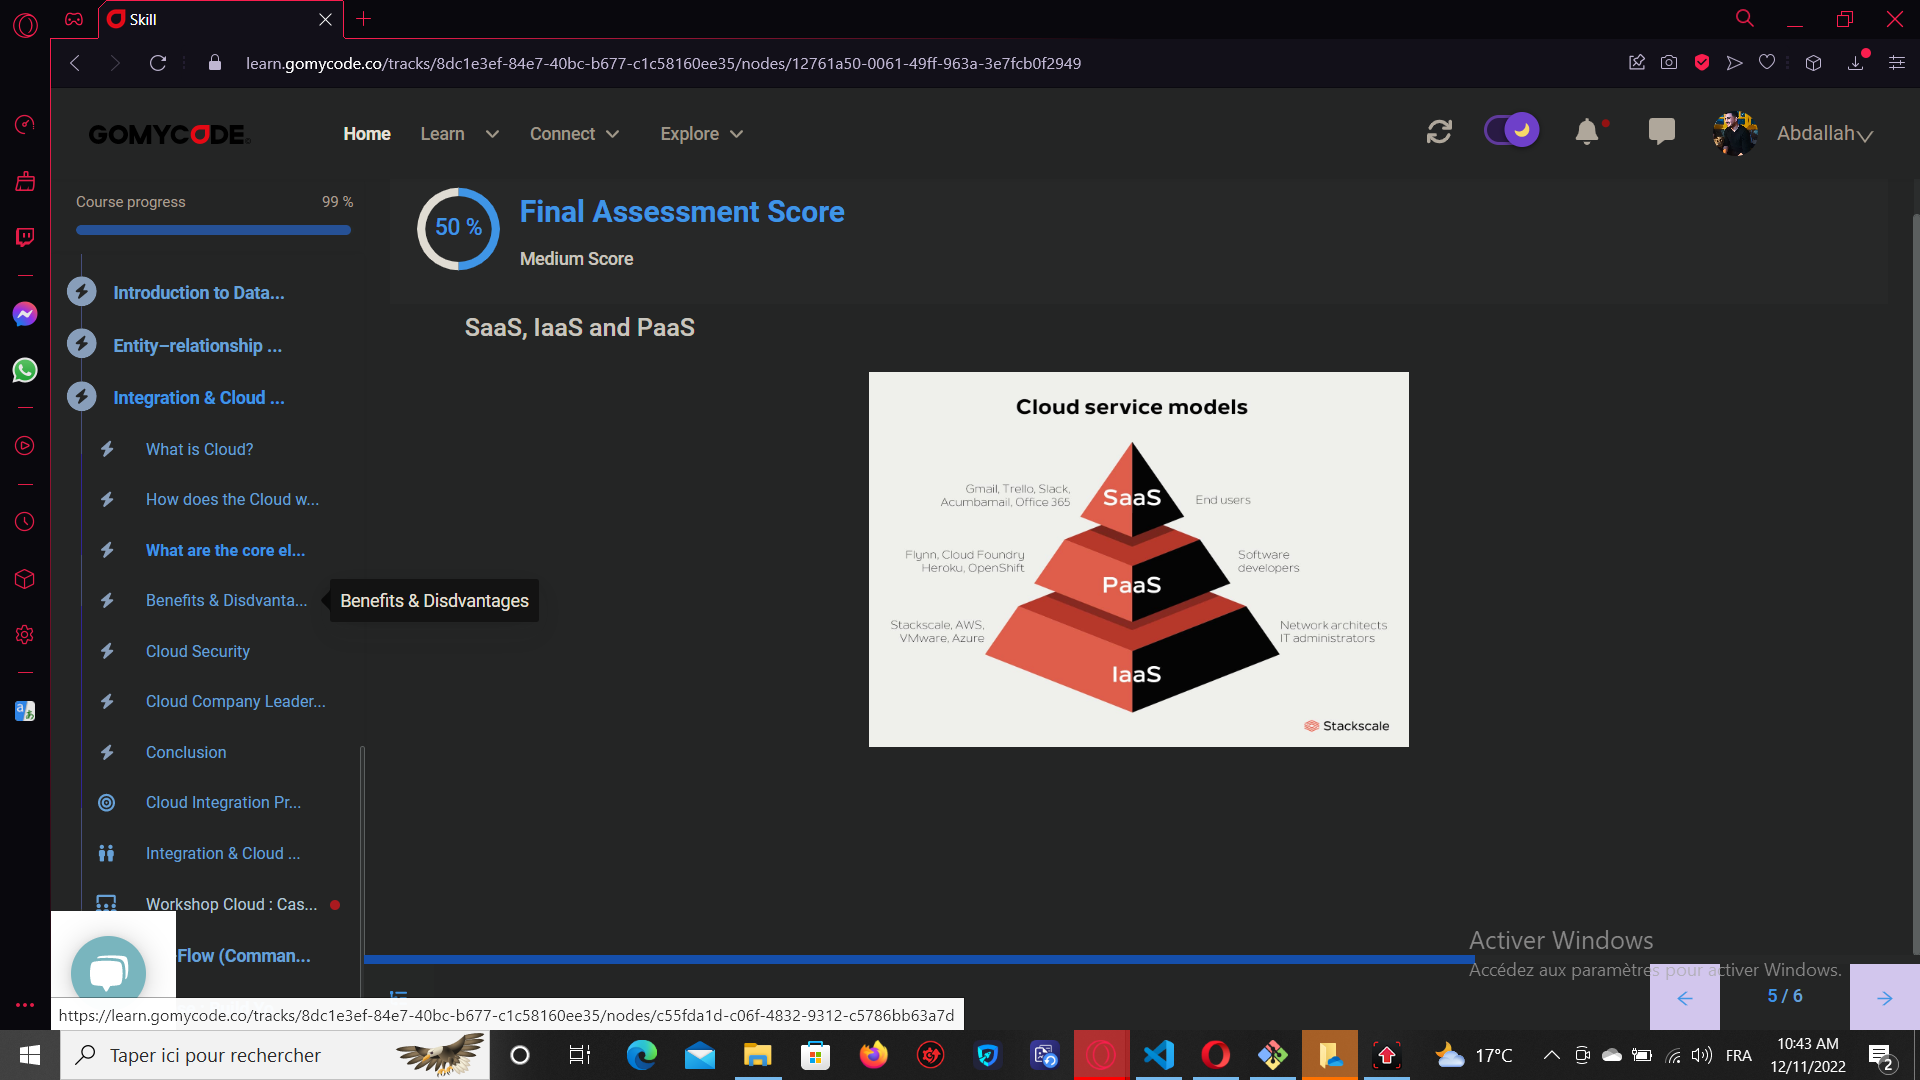 Skill
learn.gomycode.co/tracks/8dc1e3ef-84e7-40bc-b677-c1c58160ee35/nodes/12761a50-0061-49ff-963a-3e7fcb0f2949
GOMYCODE
Home
Learn
Connect
Explore
Abdallah
Course progress
99 %
50 %
Final Assessment Score
Medium Score
Introduction to Data...
Entity–relationship ...
Integration & Cloud ...
What is Cloud?
How does the Cloud w...
What are the core el...
Benefits & Disdvanta...
Benefits & Disdvantages
Cloud Security
Cloud Company Leader...
Conclusion
Cloud Integration Pr...
Integration & Cloud ...
Workshop Cloud : Cas...
Flow (Comman...
SaaS, IaaS and PaaS
Cloud service models
Gmail, Trello, Slack,
Acumbamail, Office 365
SaaS
End users
Flynn, Cloud Foundry
Heroku, OpenShift
PaaS
Software
developers
Stackscale, AWS,
VMware, Azure
IaaS
Network architects
IT administrators
Stackscale
Activer Windows
Accédez aux paramètres pour activer Windows.
5 / 6
https://learn.gomycode.co/tracks/8dc1e3ef-84e7-40bc-b677-c1c58160ee35/nodes/c55fda1d-c06f-4832-9312-c5786bb63a7d
Taper ici pour rechercher
17°C
FRA
10:43 AM
12/11/2022
2